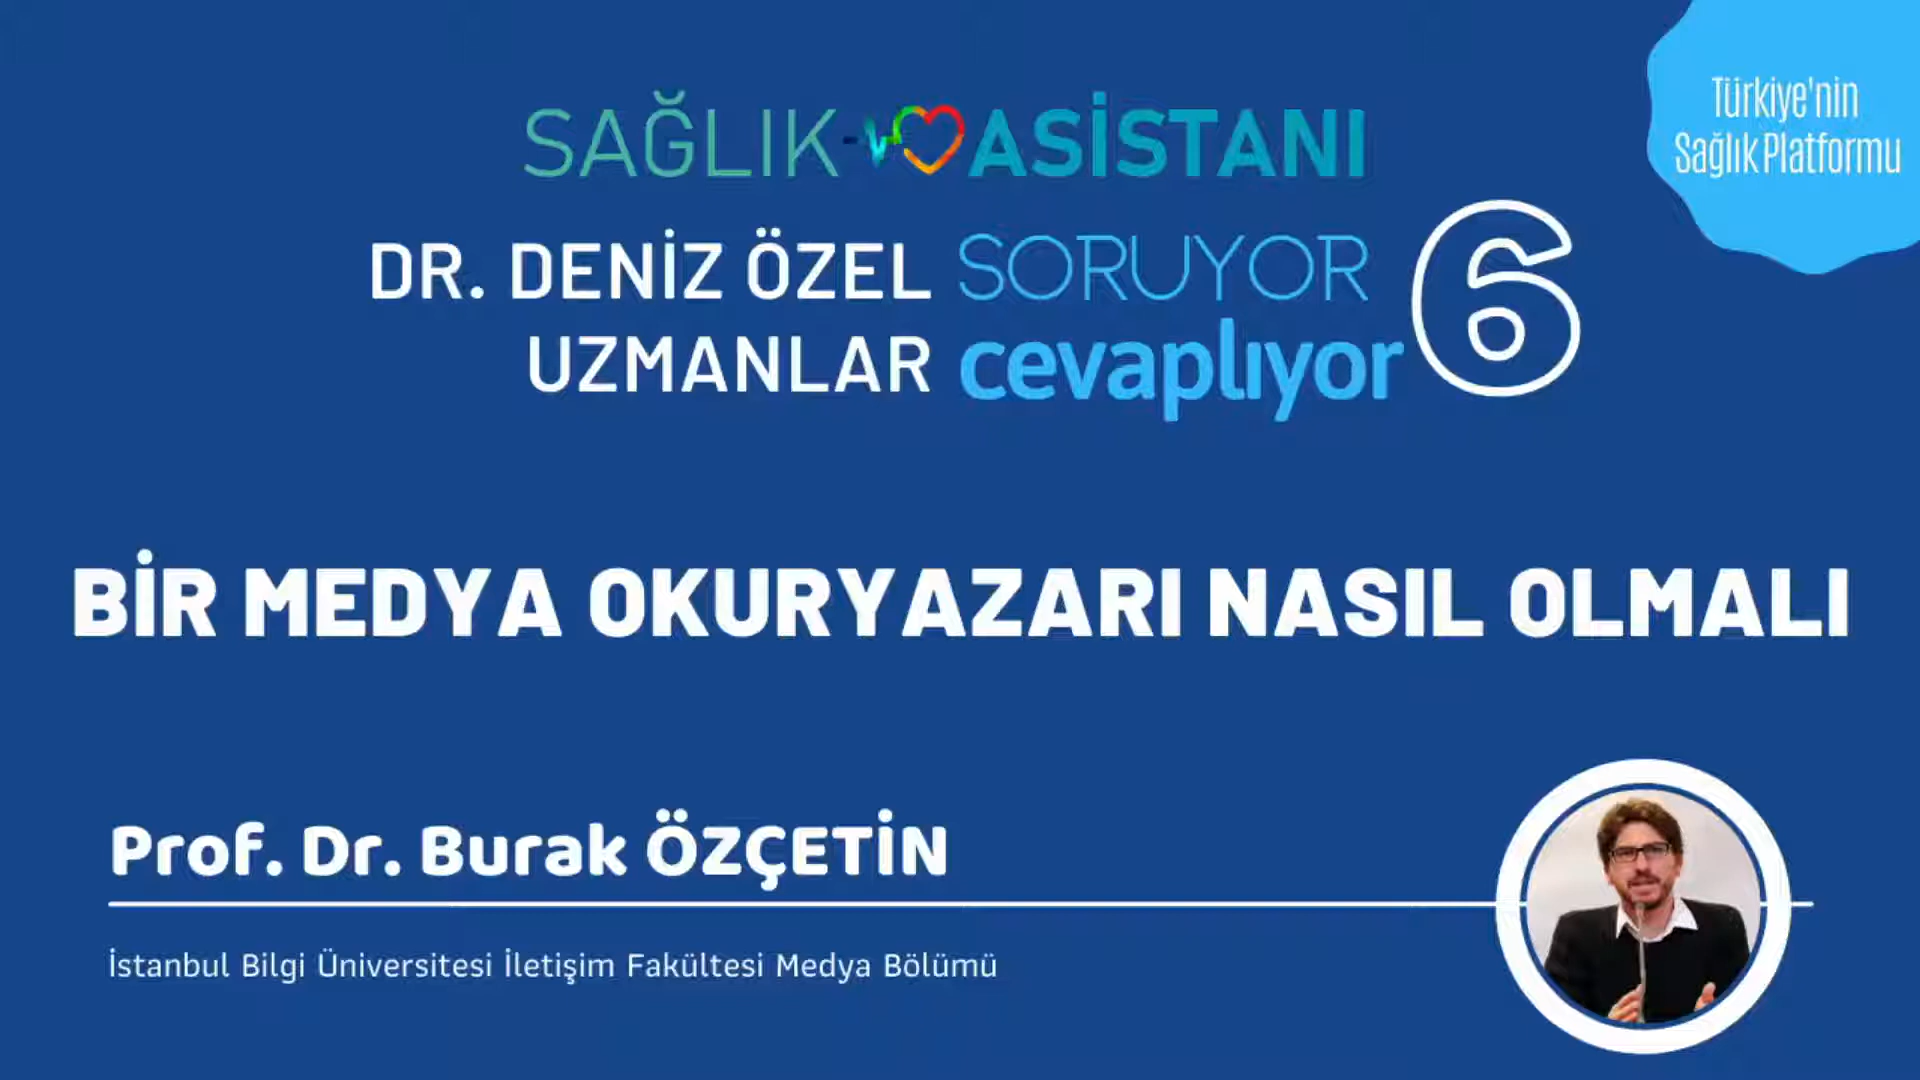 SAĞLIK ASİSTANI
Türkiye'nin
Sağlık Platformu
DR. DENİZ ÖZEL SORUYOR 6
UZMANLAR cevaplıyor
BİR MEDYA OKURYAZARI NASIL OLMALI
Prof. Dr. Burak ÖZÇETİN
İstanbul Bilgi Üniversitesi İletişim Fakültesi Medya Bölümü